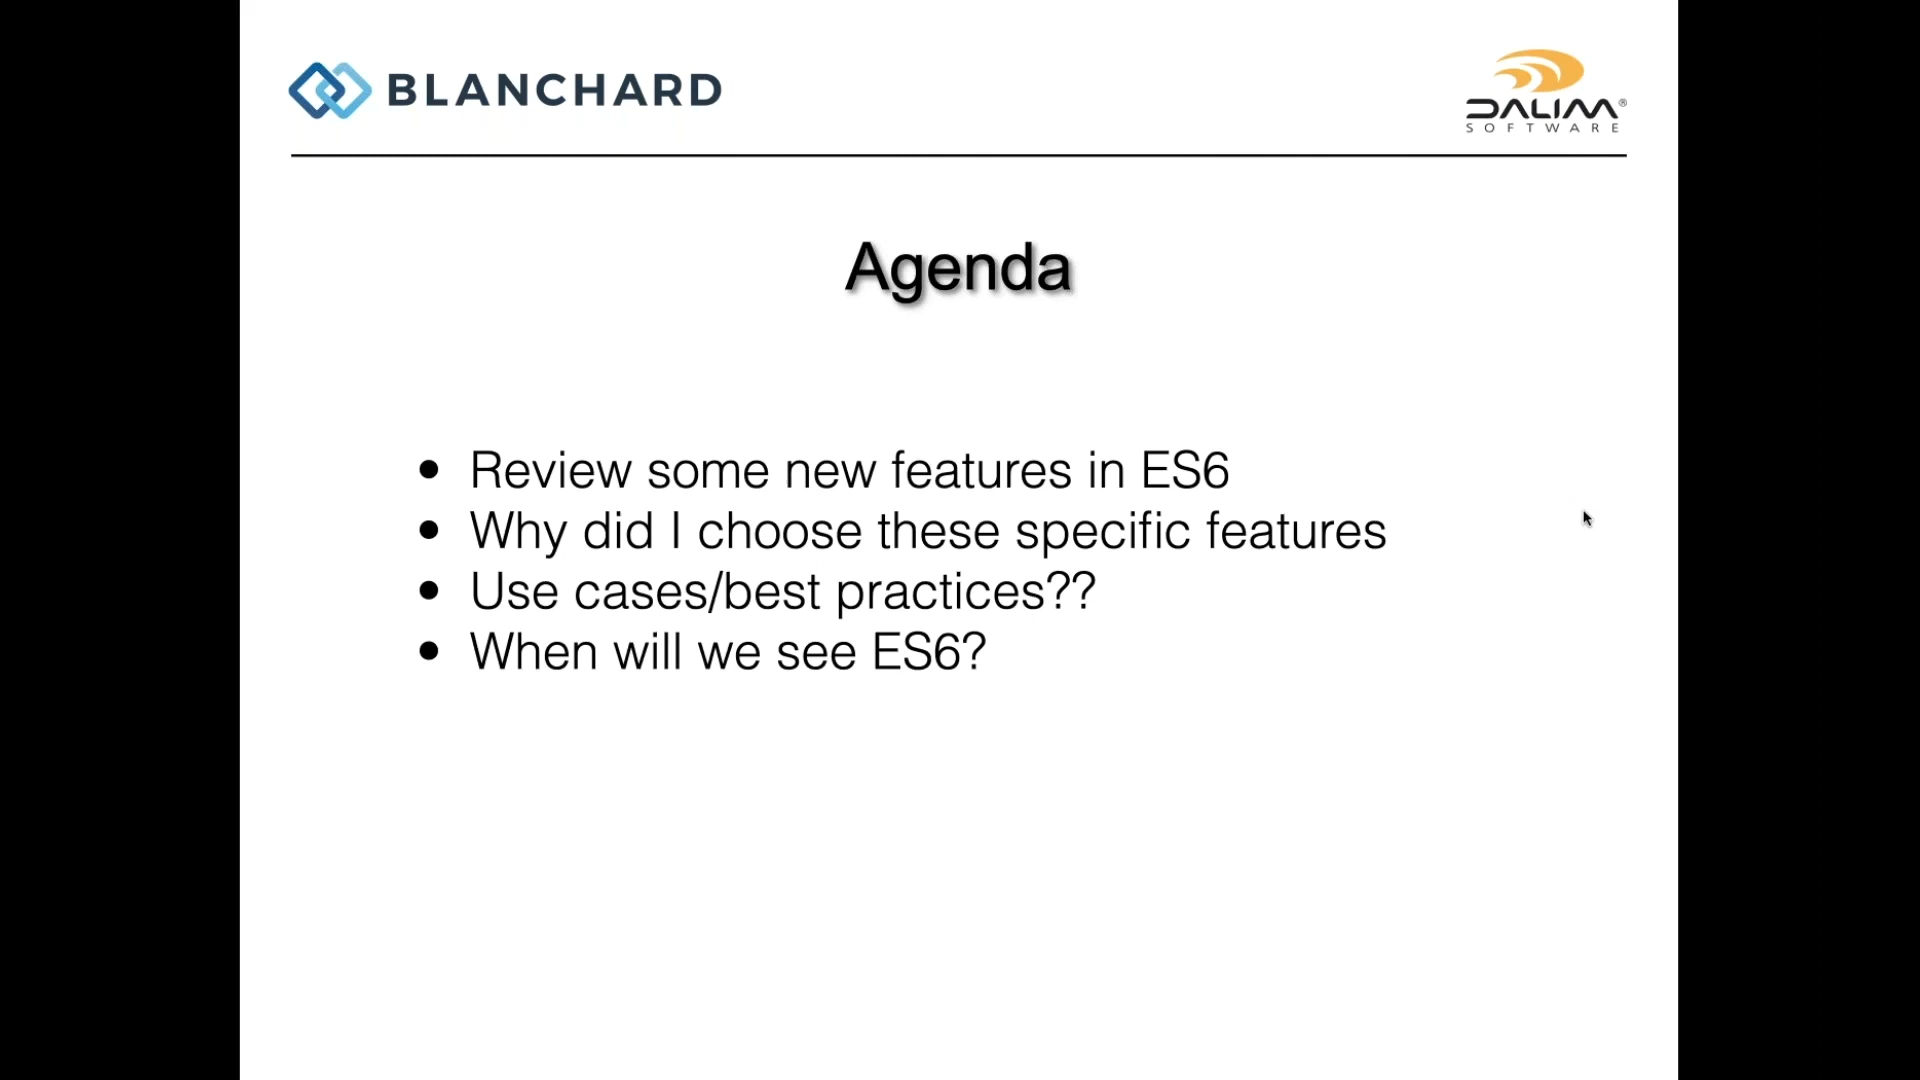 BLANCHARD
DALIM®
SOFTWARE
Agenda
• Review some new features in ES6
• Why did I choose these specific features
• Use cases/best practices??
• When will we see ES6?